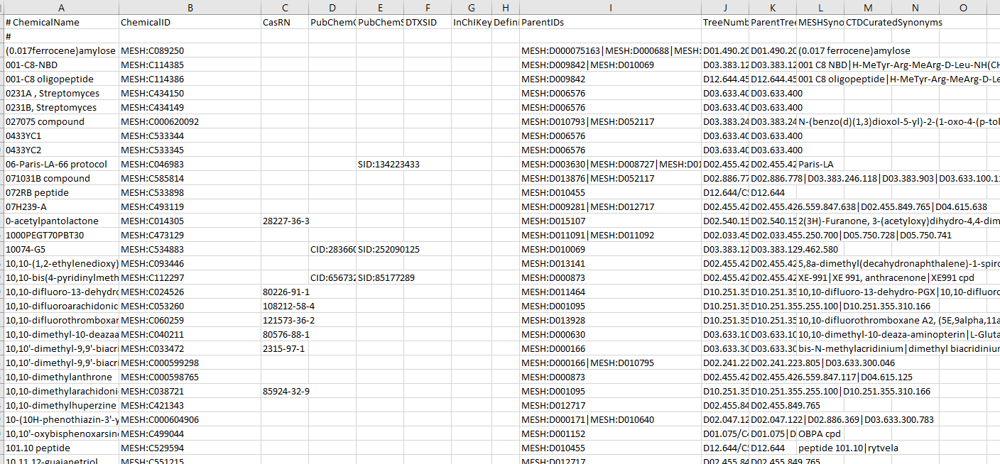 A B C D E F G H I J K L M N O
# ChemicalName ChemicalID CasRN PubChemC PubChemS DTXSID InChIKey Defini ParentIDs TreeNumb ParentTree MESHSyno CTDCuratedSynonyms
#
(0.017ferrocene)amylose MESH:C089250 MESH:D000075163|MESH:D000688|MESH: D01.490.20 D01.490.20 (0.017 ferrocene)amylose
001-C8-NBD MESH:C114385 MESH:D009842|MESH:D010069 D03.383.12 D03.383.12 001 C8 NBD|H-MeTyr-Arg-MeArg-D-Leu-NH(CH
001-C8 oligopeptide MESH:C114386 MESH:D009842 D12.644.45 D12.644.45 001 C8 oligopeptide|H-MeTyr-Arg-MeArg-D-Le
0231A , Streptomyces MESH:C434150 MESH:D006576 D03.633.40 D03.633.400
0231B, Streptomyces MESH:C434149 MESH:D006576 D03.633.40 D03.633.400
027075 compound MESH:C000620092 MESH:D010793|MESH:D052117 D03.383.24 D03.383.24 N-(benzo(d)(1,3)dioxol-5-yl)-2-(1-oxo-4-(p-tol
0433YC1 MESH:C533344 MESH:D006576 D03.633.40 D03.633.400
0433YC2 MESH:C533345 MESH:D006576 D03.633.40 D03.633.400
06-Paris-LA-66 protocol MESH:C046983 SID:134223433 MESH:D003630|MESH:D008727|MESH:D01 D02.455.42 D02.455.42 Paris-LA
071031B compound MESH:C585814 MESH:D013876|MESH:D052117 D02.886.77 D02.886.778|D03.383.246.118|D03.383.903|D03.633.100.11
072RB peptide MESH:C533898 MESH:D010455 D12.644/C5 D12.644
07H239-A MESH:C493119 MESH:D009281|MESH:D012717 D02.455.42 D02.455.426.559.847.638|D02.455.849.765|D04.615.638
0-acetylpantolactone MESH:C014305 28227-36-3 MESH:D015107 D02.540.15 D02.540.15 2(3H)-Furanone, 3-(acetyloxy)dihydro-4,4-dim
1000PEGT70PBT30 MESH:C473129 MESH:D011091|MESH:D011092 D02.033.45 D02.033.455.250.700|D05.750.728|D05.750.741
10074-G5 MESH:C534883 CID:283660 SID:252090125 MESH:D010069 D03.383.12 D03.383.129.462.580
10,10-(1,2-ethylenedioxy) MESH:C093446 MESH:D013141 D02.455.42 D02.455.42 5,8a-dimethyl(decahydronaphthalene)-1-spiro
10,10-bis(4-pyridinylmeth MESH:C112297 CID:656732 SID:85177289 MESH:D000873 D02.455.42 D02.455.42 XE-991|XE 991, anthracenone|XE991 cpd
10,10-difluoro-13-dehydro MESH:C024526 80226-91-1 MESH:D011464 D10.251.35 D10.251.35 10,10-difluoro-13-dehydro-PGX|10,10-difluoro
10,10-difluoroarachidonic MESH:C053260 108212-58-4 MESH:D001095 D10.251.35 D10.251.355.255.100|D10.251.355.310.166
10,10-difluorothromboxan MESH:C060259 121573-36-2 MESH:D013928 D10.251.35 D10.251.35 10,10-difluorothromboxane A2, (5E,9alpha,11a
10,10-dimethyl-10-deazaa MESH:C040211 80576-88-1 MESH:D000630 D03.633.10 D03.633.10 10,10-dimethyl-10-deaza-aminopterin|L-Gluta
10,10'-dimethyl-9,9'-biacri MESH:C033472 2315-97-1 MESH:D000166 D03.633.30 D03.633.30 bis-N-methylacridinium|dimethyl biacridiniur
10,10'-dimethyl-9,9'-biacri MESH:C000599298 MESH:D000166|MESH:D010795 D02.241.22 D02.241.223.805|D03.633.300.046
10,10-dimethylanthrone MESH:C000598765 MESH:D000873 D02.455.42 D02.455.426.559.847.117|D04.615.125
10,10-dimethylarachidoni MESH:C038721 85924-32-9 MESH:D001095 D10.251.35 D10.251.355.255.100|D10.251.355.310.166
10,10-dimethylhuperzine MESH:C421343 MESH:D012717 D02.455.84 D02.455.849.765
10-(10H-phenothiazin-3'-y MESH:C000604906 MESH:D000171|MESH:D010640 D02.047.12 D02.047.122|D02.886.369|D03.633.300.783
10,10'-oxybisphenoxarsin MESH:C499044 MESH:D001152 D01.075/C4 D01.075|D OBPA cpd
101.10 peptide MESH:C529594 MESH:D010455 D12.644/C5 D12.644 peptide 101.10|rytvela
10,11,12-guaianetriol MESH:C551215 MESH:D012717 D02.455.84 D02.455.849.765